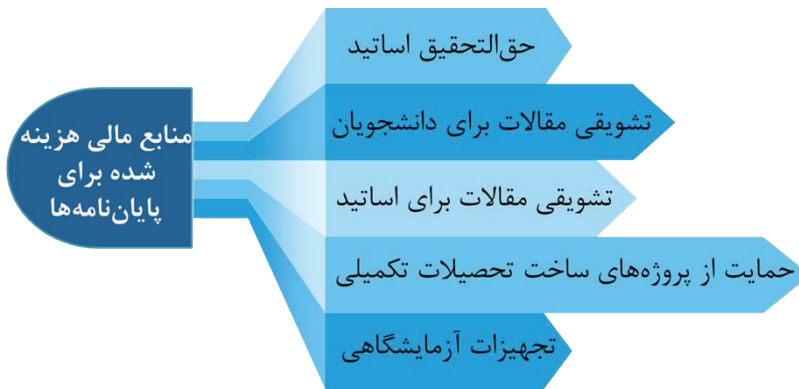 منابع مالی هزینه
شده برای
پایان‌نامه‌ها
حق‌التحقیق اساتید
تشویقی مقالات برای دانشجویان
تشویقی مقالات برای اساتید
حمایت از پروژه‌های ساخت تحصیلات تکمیلی
تجهیزات آزمایشگاهی